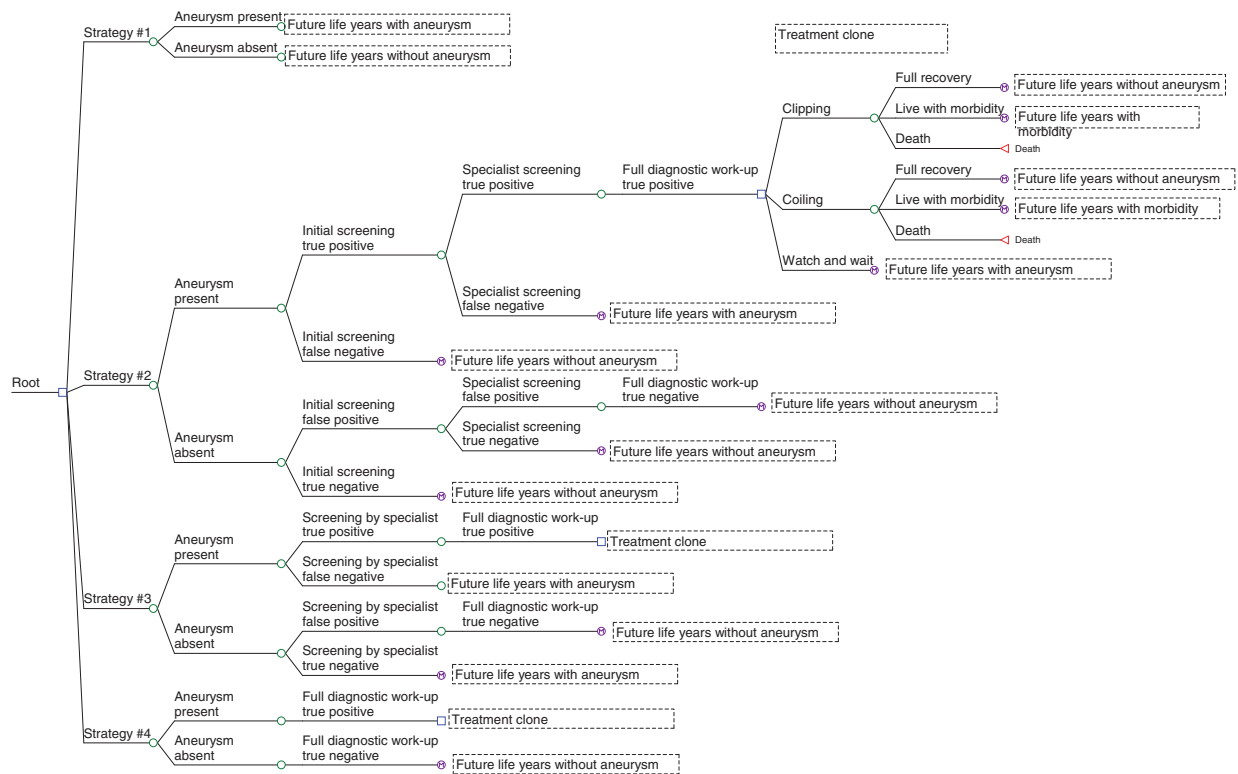 Aneurysm present
Future life years with aneurysm
Strategy #1
Aneurysm absent
Future life years without aneurysm
Treatment clone
Full recovery
Future life years without aneurysm
Clipping
Live with morbidity
Future life years with
morbidity
Death
Death
Specialist screening
true positive
Full diagnostic work-up
true positive
Full recovery
Future life years without aneurysm
Coiling
Live with morbidity
Future life years with morbidity
Death
Death
Initial screening
true positive
Watch and wait
Future life years with aneurysm
Aneurysm
present
Specialist screening
false negative
Future life years with aneurysm
Initial screening
false negative
Future life years without aneurysm
Root
Strategy #2
Specialist screening
false positive
Full diagnostic work-up
true negative
Future life years without aneurysm
Initial screening
false positive
Specialist screening
true negative
Future life years without aneurysm
Aneurysm
absent
Initial screening
true negative
Future life years without aneurysm
Screening by specialist
true positive
Full diagnostic work-up
true positive
Treatment clone
Aneurysm
present
Screening by specialist
false negative
Future life years with aneurysm
Strategy #3
Screening by specialist
false positive
Full diagnostic work-up
true negative
Future life years without aneurysm
Aneurysm
absent
Screening by specialist
true negative
Future life years with aneurysm
Aneurysm
present
Full diagnostic work-up
true positive
Treatment clone
Strategy #4
Aneurysm
absent
Full diagnostic work-up
true negative
Future life years without aneurysm